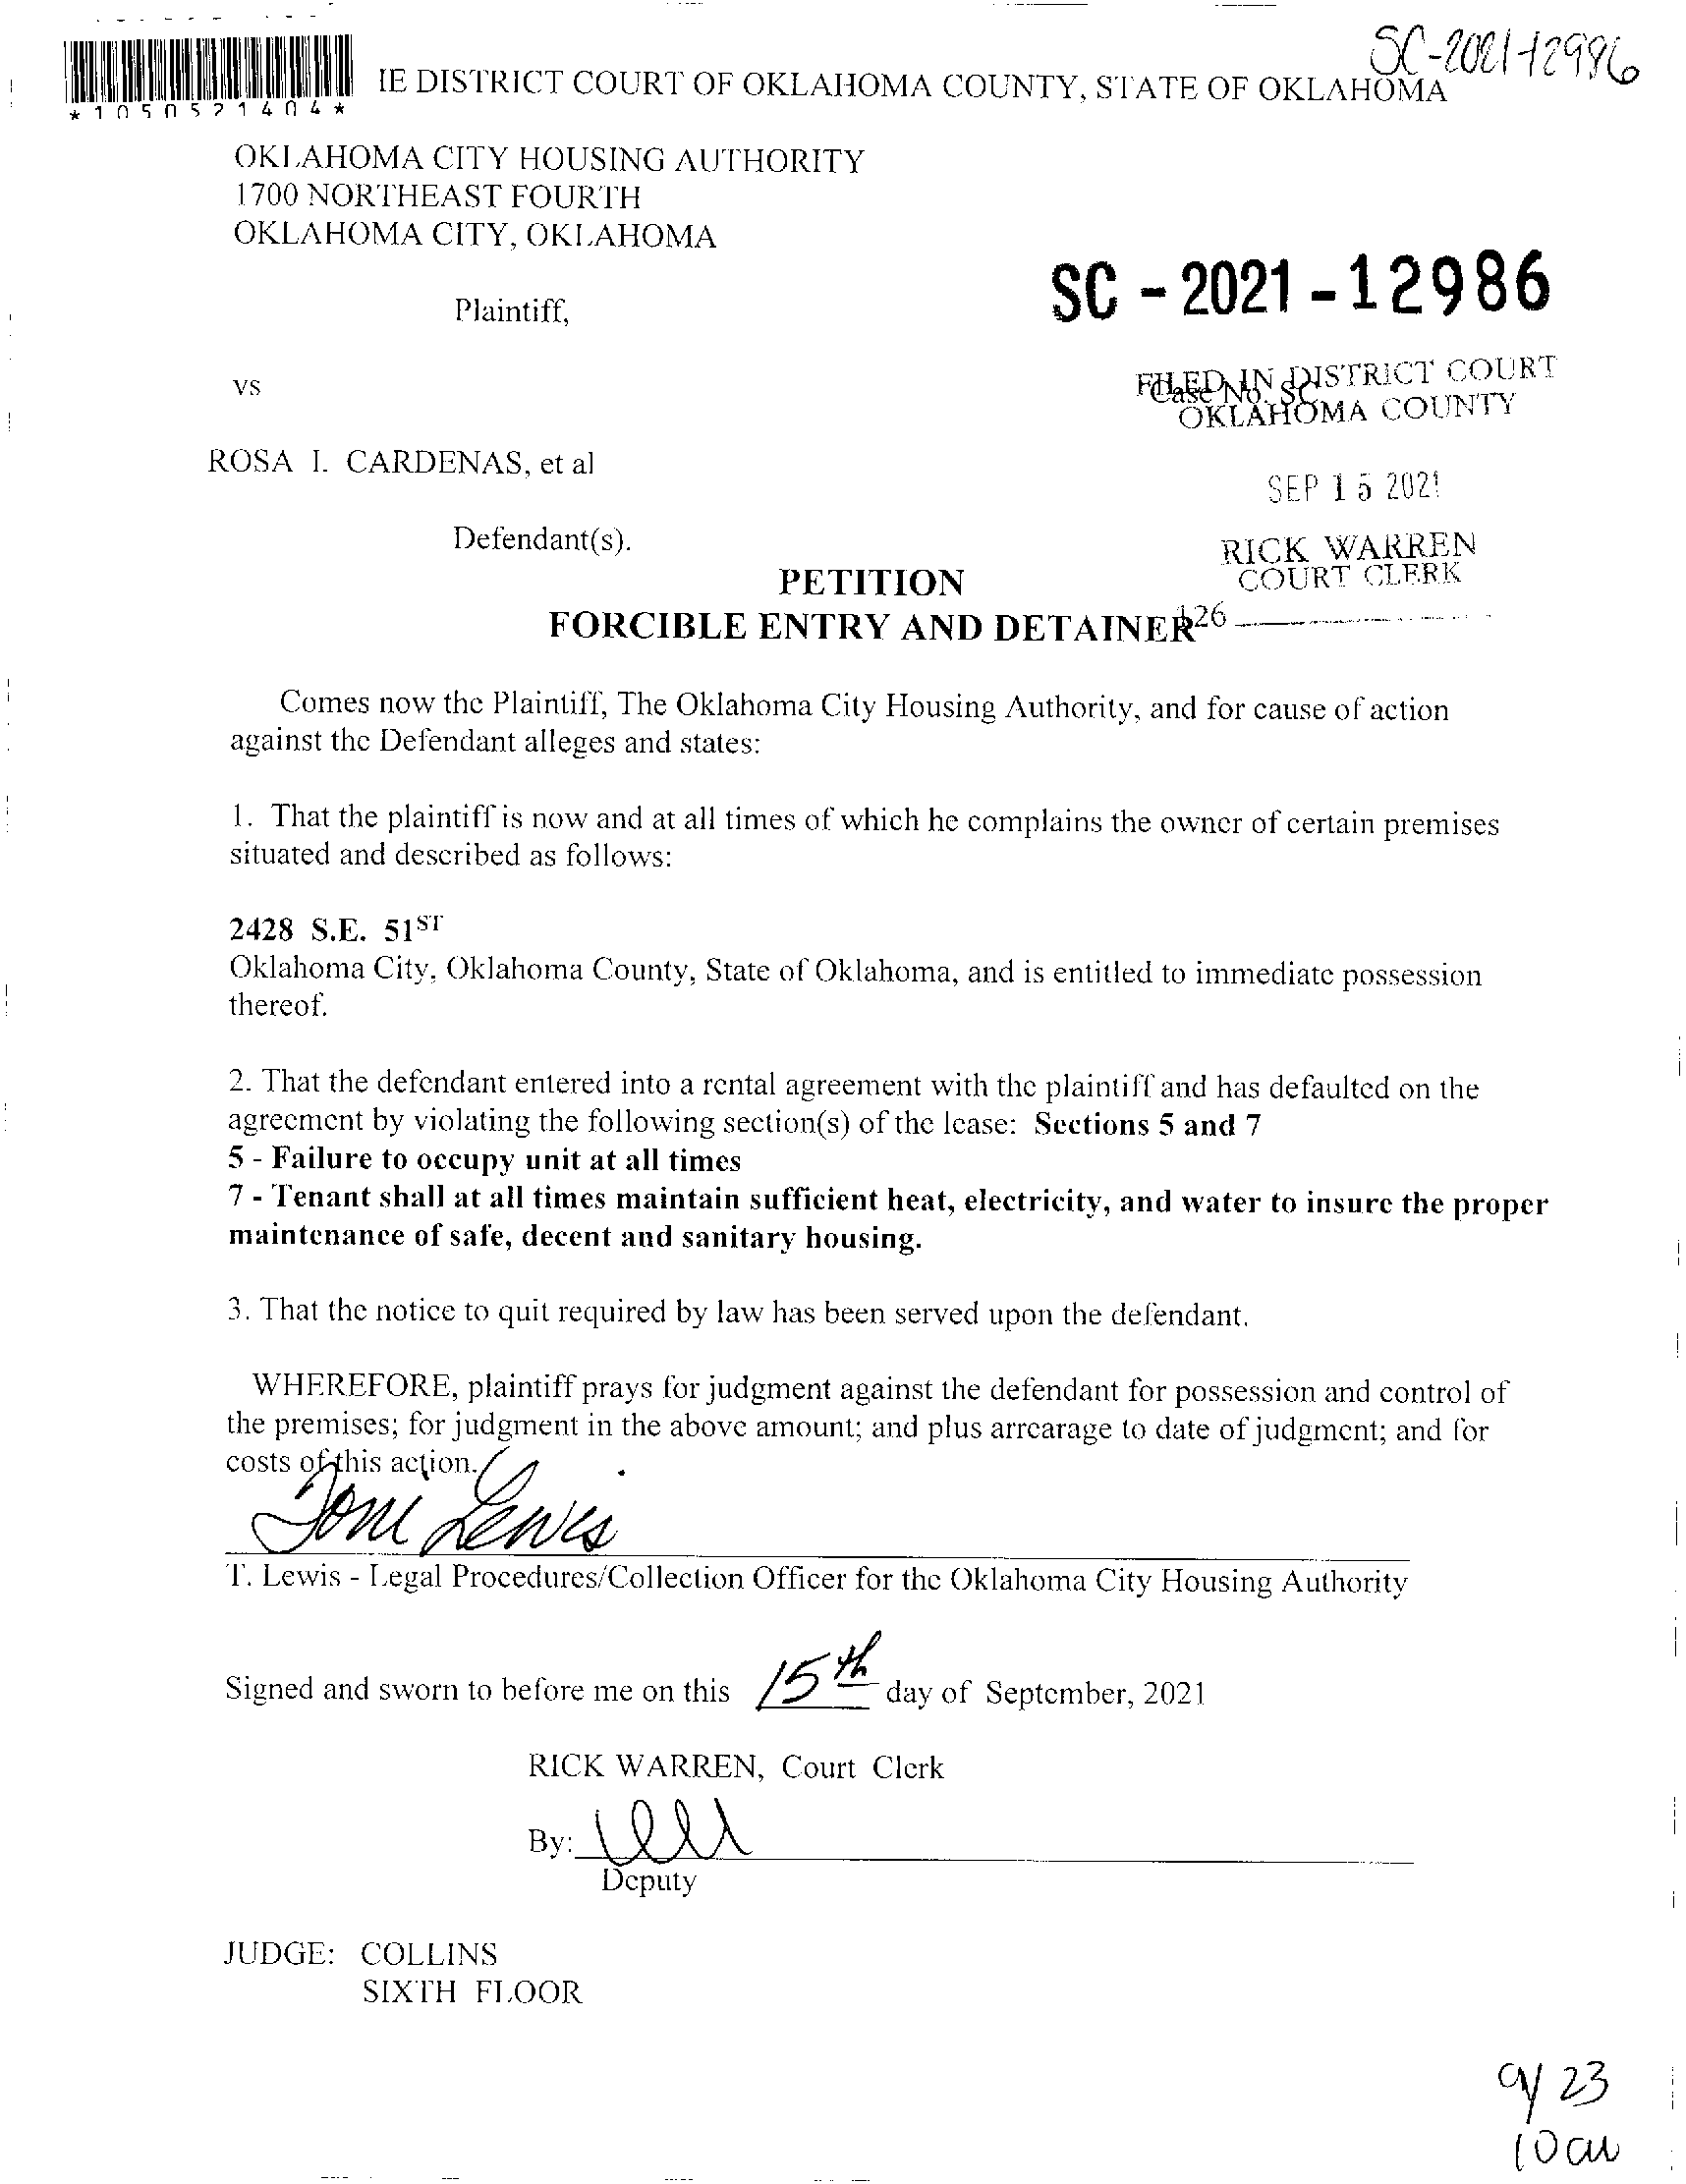 SC-2021-12986
IE DISTRICT COURT OF OKLAHOMA COUNTY, STATE OF OKLAHOMA
*1050521404*
OKLAHOMA CITY HOUSING AUTHORITY
1700 NORTHEAST FOURTH
OKLAHOMA CITY, OKLAHOMA
SC - 2021 - 12986
Plaintiff,
FILED IN DISTRICT COURT
Case No. SC
OKLAHOMA COUNTY
vs
ROSA I. CARDENAS, et al
SEP 15 2021
Defendant(s).
RICK WARREN
COURT CLERK
PETITION
FORCIBLE ENTRY AND DETAINER
126
Comes now the Plaintiff, The Oklahoma City Housing Authority, and for cause of action
against the Defendant alleges and states:
1. That the plaintiff is now and at all times of which he complains the owner of certain premises
situated and described as follows:
2428 S.E. 51ST
Oklahoma City, Oklahoma County, State of Oklahoma, and is entitled to immediate possession
thereof.
2. That the defendant entered into a rental agreement with the plaintiff and has defaulted on the
agreement by violating the following section(s) of the lease: Sections 5 and 7
5 - Failure to occupy unit at all times
7 - Tenant shall at all times maintain sufficient heat, electricity, and water to insure the proper
maintenance of safe, decent and sanitary housing.
3. That the notice to quit required by law has been served upon the defendant.
WHEREFORE, plaintiff prays for judgment against the defendant for possession and control of
the premises; for judgment in the above amount; and plus arrearage to date of judgment; and for
costs of this action.
Toni Lewis
T. Lewis - Legal Procedures/Collection Officer for the Oklahoma City Housing Authority
Signed and sworn to before me on this 15th day of September, 2021
RICK WARREN, Court Clerk
By:
Deputy
JUDGE: COLLINS
SIXTH FLOOR
9/23
10am